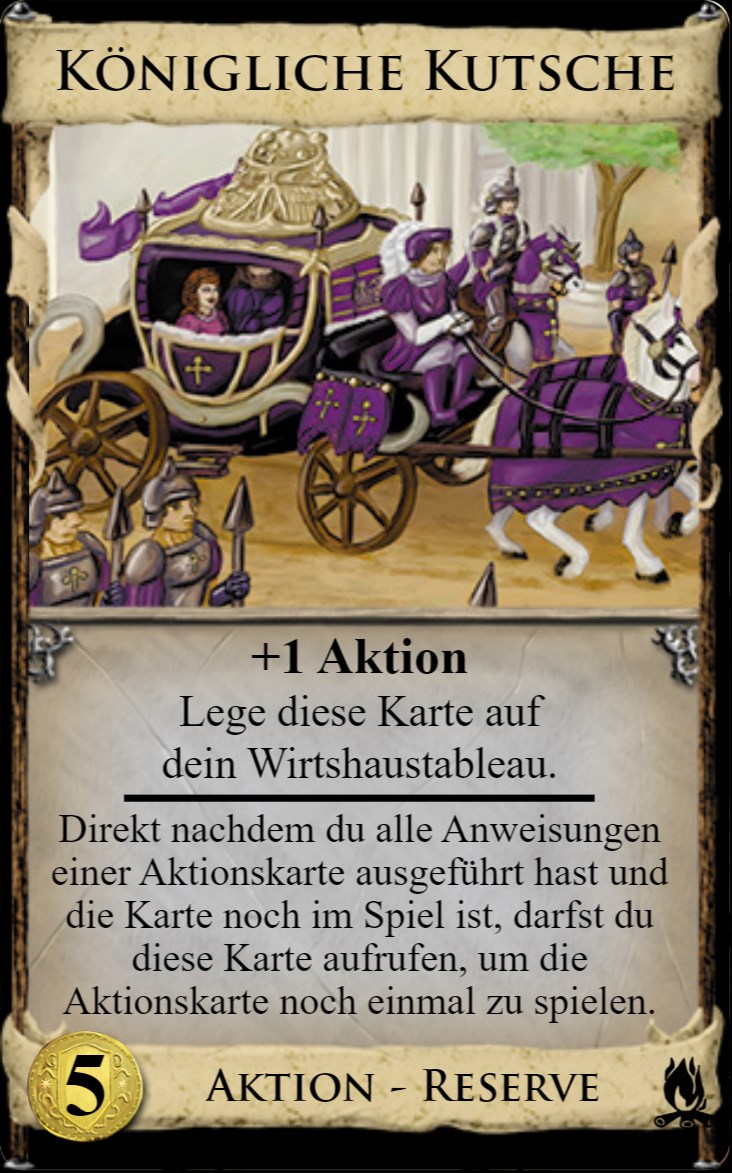 Königliche Kutsche
+1 Aktion
Lege diese Karte auf
dein Wirtshaustableau.
Direkt nachdem du alle Anweisungen
einer Aktionskarte ausgeführt hast und
die Karte noch im Spiel ist, darfst du
diese Karte aufrufen, um die
Aktionskarte noch einmal zu spielen.
5
Aktion - Reserve